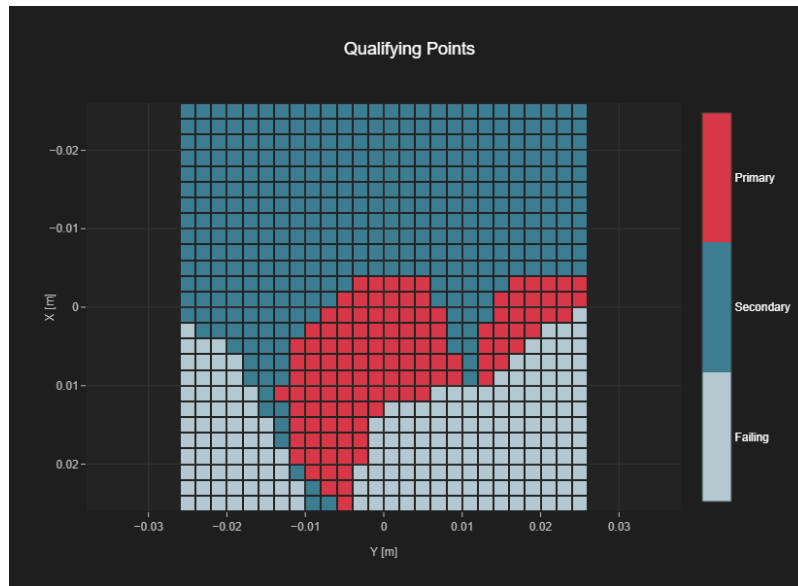 Qualifying Points
Primary
Secondary
Failing
−0.02
−0.01
0
0.01
0.02
X [m]
−0.03
−0.02
−0.01
0
0.01
0.02
0.03
Y [m]